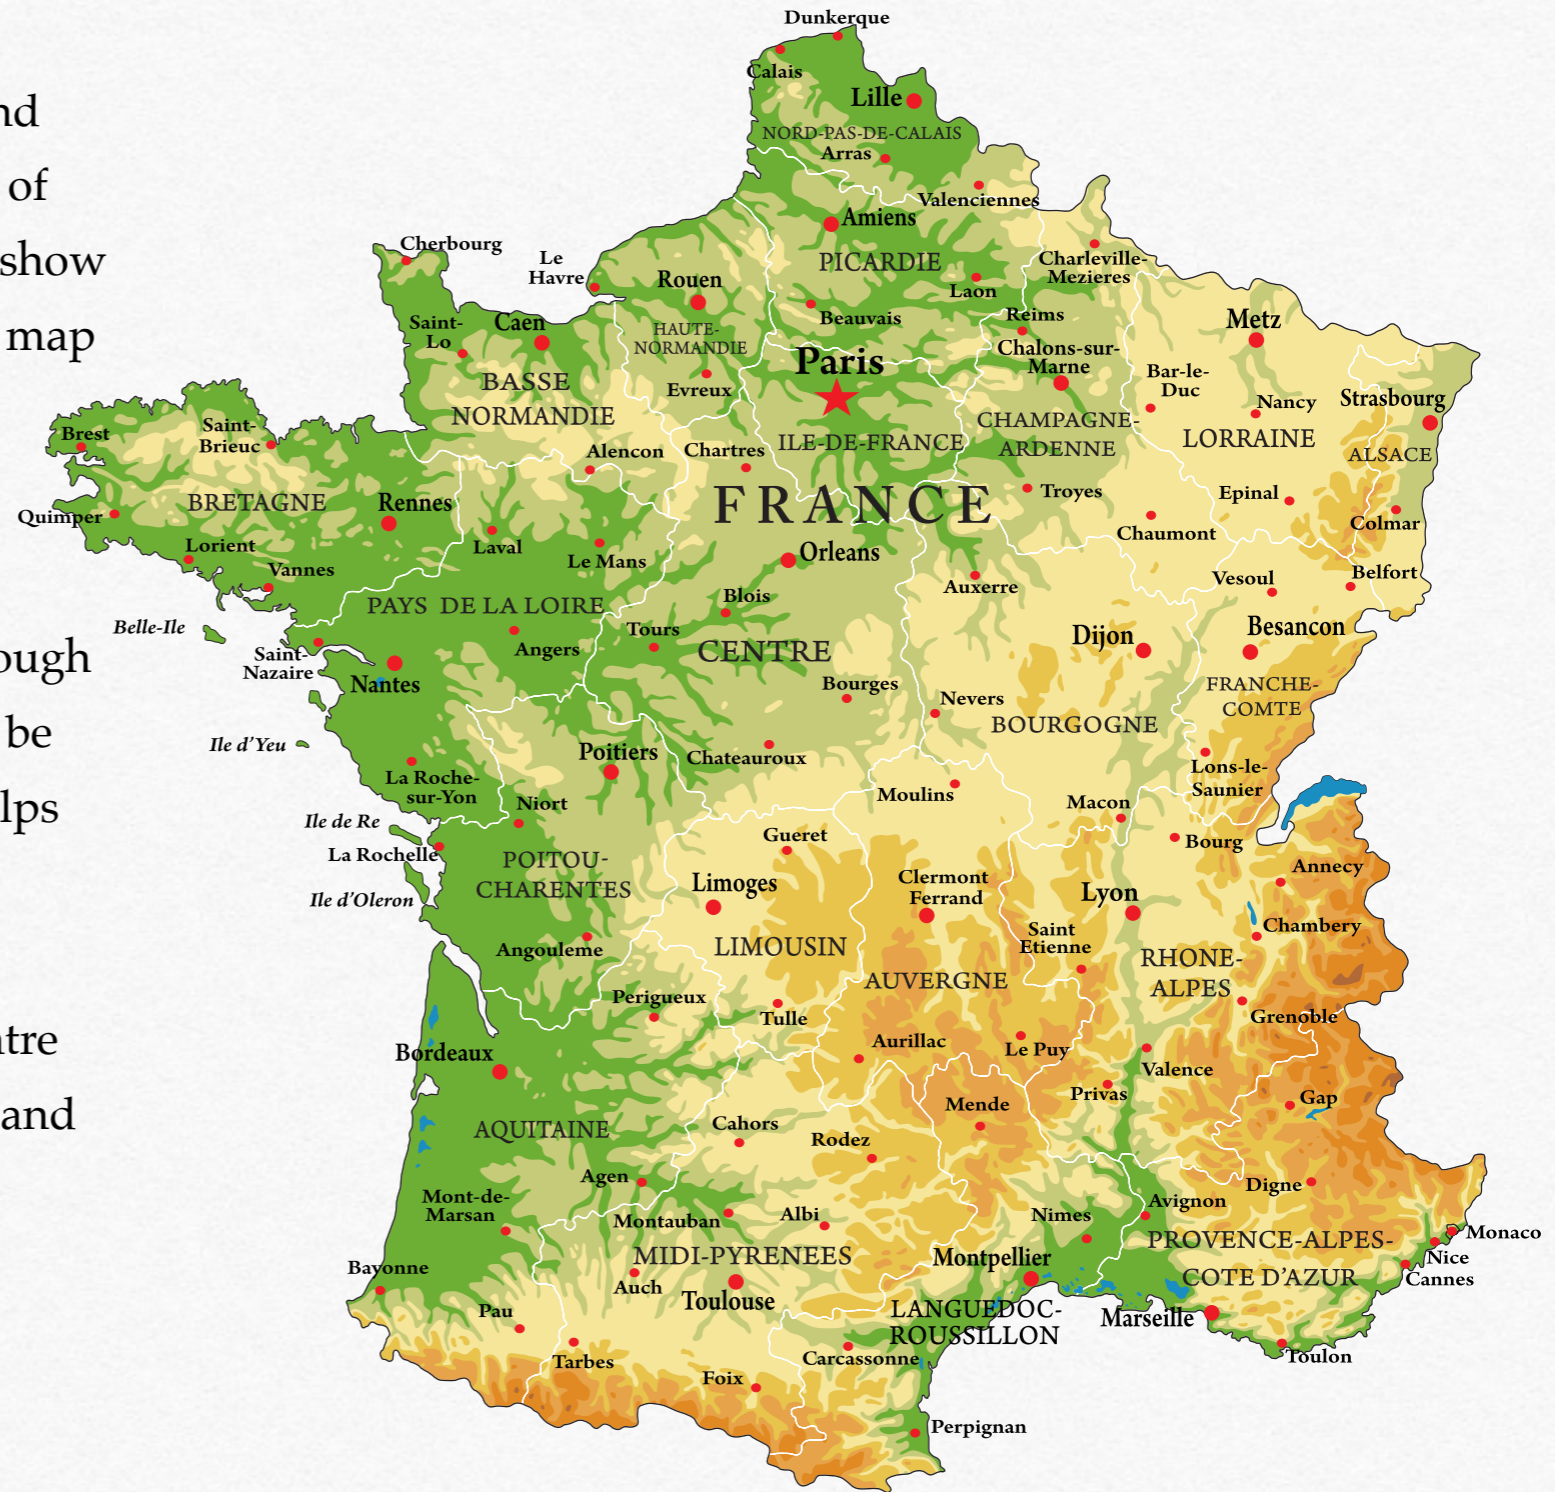 nd
of
show
map
ough
be
lps
ntre
and
Dunkerque
Calais
Lille
NORD-PAS-DE-CALAIS
Arras
Valenciennes
Amiens
PICARDIE
Cherbourg
Le
Havre
Rouen
Charleville-
Mezieres
Laon
Beauvais
Reims
Saint-
Lo
Caen
HAUTE-
NORMANDIE
Metz
Paris
Chalons-sur-
Marne
Bar-le-
Duc
BASSE
NORMANDIE
Evreux
Nancy
Strasbourg
CHAMPAGNE-
ARDENNE
LORRAINE
ILE-DE-FRANCE
ALSACE
Brest
Saint-
Brieuc
Alencon
Chartres
BRETAGNE
Rennes
FRANCE
Troyes
Epinal
Quimper
Colmar
Chaumont
Lorient
Laval
Le Mans
Orleans
Vannes
Auxerre
Vesoul
Belfort
PAYS DE LA LOIRE
Blois
Belle-Ile
Tours
CENTRE
Dijon
Besancon
Saint-
Nazaire
Angers
Nantes
Bourges
Nevers
FRANCHE-
COMTE
BOURGOGNE
Ile d'Yeu
Poitiers
Chateauroux
La Roche-
sur-Yon
Lons-le-
Saunier
Moulins
Niort
Macon
Ile de Re
Gueret
Bourg
La Rochelle
POITOU-
CHARENTES
Annecy
Limoges
Clermont
Ferrand
Lyon
Ile d'Oleron
Chambery
Saint
Etienne
Angouleme
LIMOUSIN
AUVERGNE
RHONE-
ALPES
Perigueux
Tulle
Grenoble
Bordeaux
Aurillac
Le Puy
Valence
Privas
Gap
Mende
AQUITAINE
Cahors
Rodez
Agen
Digne
Mont-de-
Marsan
Avignon
Montauban
Albi
Nimes
Monaco
MIDI-PYRENEES
Montpellier
PROVENCE-ALPES-
COTE D'AZUR
Nice
Cannes
Bayonne
Auch
Toulouse
LANGUEDOC-
ROUSSILLON
Pau
Marseille
Tarbes
Carcassonne
Toulon
Foix
Perpignan